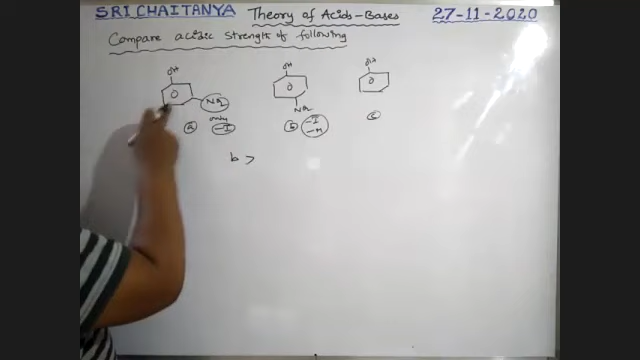 SRI CHAITANYA Theory of Acids-Bases 27-11-2020
Compare acidic strength of following
OH OH OH
NO2
NO2
only
a -I b -I c
-M
b >